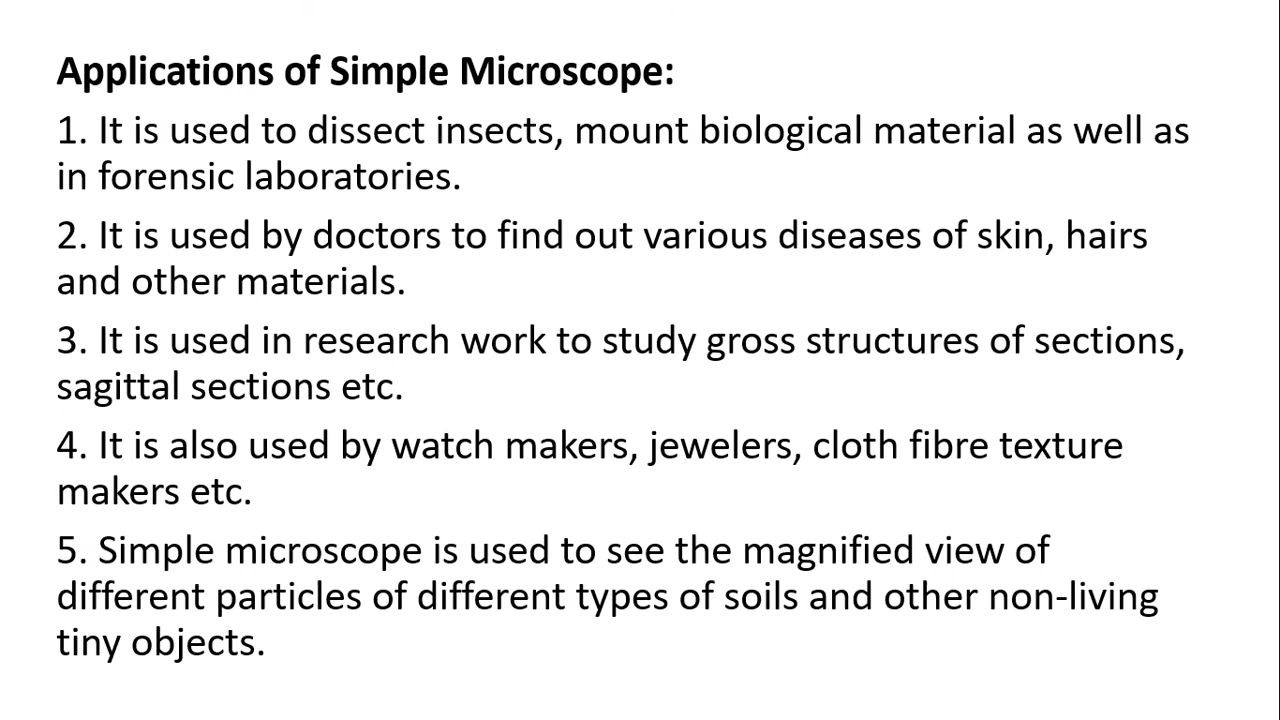 Applications of Simple Microscope:
1. It is used to dissect insects, mount biological material as well as
in forensic laboratories.
2. It is used by doctors to find out various diseases of skin, hairs
and other materials.
3. It is used in research work to study gross structures of sections,
sagittal sections etc.
4. It is also used by watch makers, jewelers, cloth fibre texture
makers etc.
5. Simple microscope is used to see the magnified view of
different particles of different types of soils and other non-living
tiny objects.